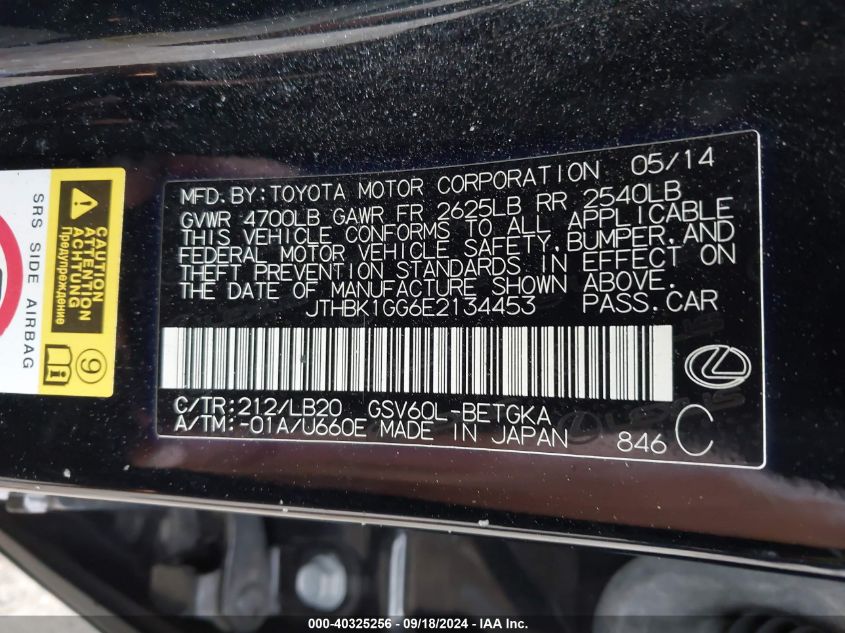 SRS SIDE AIRBAG
CAUTION
ATTENTION
ACHTUNG
Предупреждение
9
MFD.BY:TOYOTA MOTOR CORPORATION 05/14
GVWR 4700LB GAWR FR 2625LB RR 2540LB
THIS VEHICLE CONFORMS TO ALL APPLICABLE
FEDERAL MOTOR VEHICLE SAFETY,BUMPER,AND
THEFT PREVENTION STANDARDS IN EFFECT ON
THE DATE OF MANUFACTURE SHOWN ABOVE.
JTHBK1GG6E2134453 PASS.CAR
C/TR:212/LB20 GSV60L-BETGKA
A/TM:-01A/U660E MADE IN JAPAN 846 C
000-40325256 - 09/18/2024 - IAA Inc.